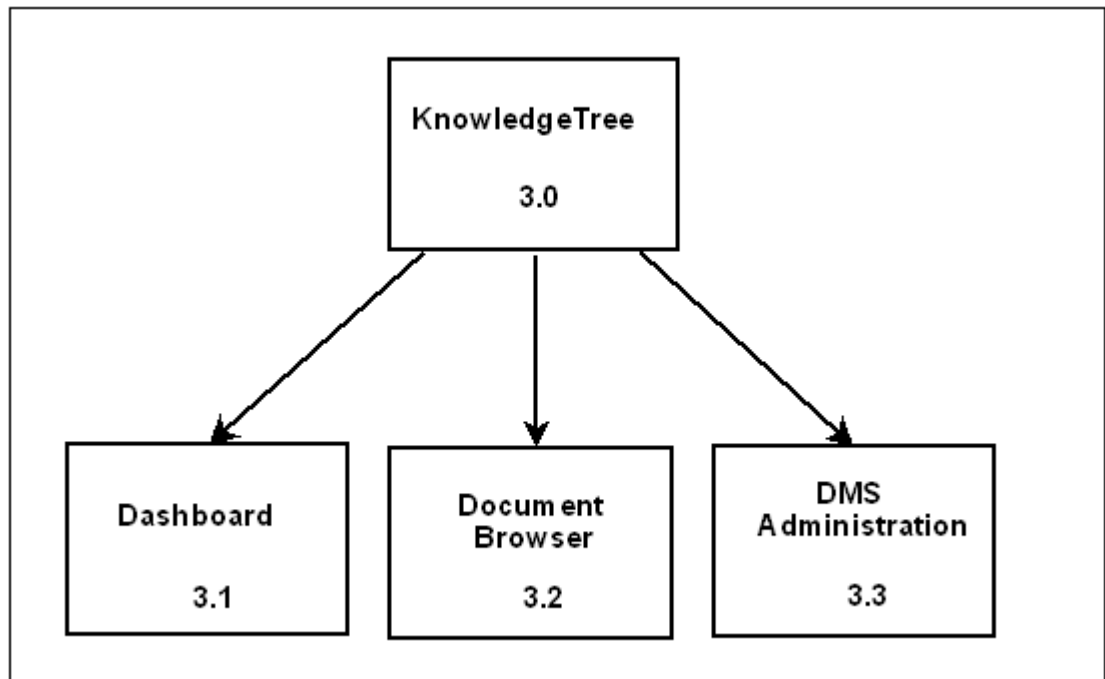 KnowledgeTree
3.0
Dashboard
3.1
Document
Browser
3.2
DMS
Administration
3.3